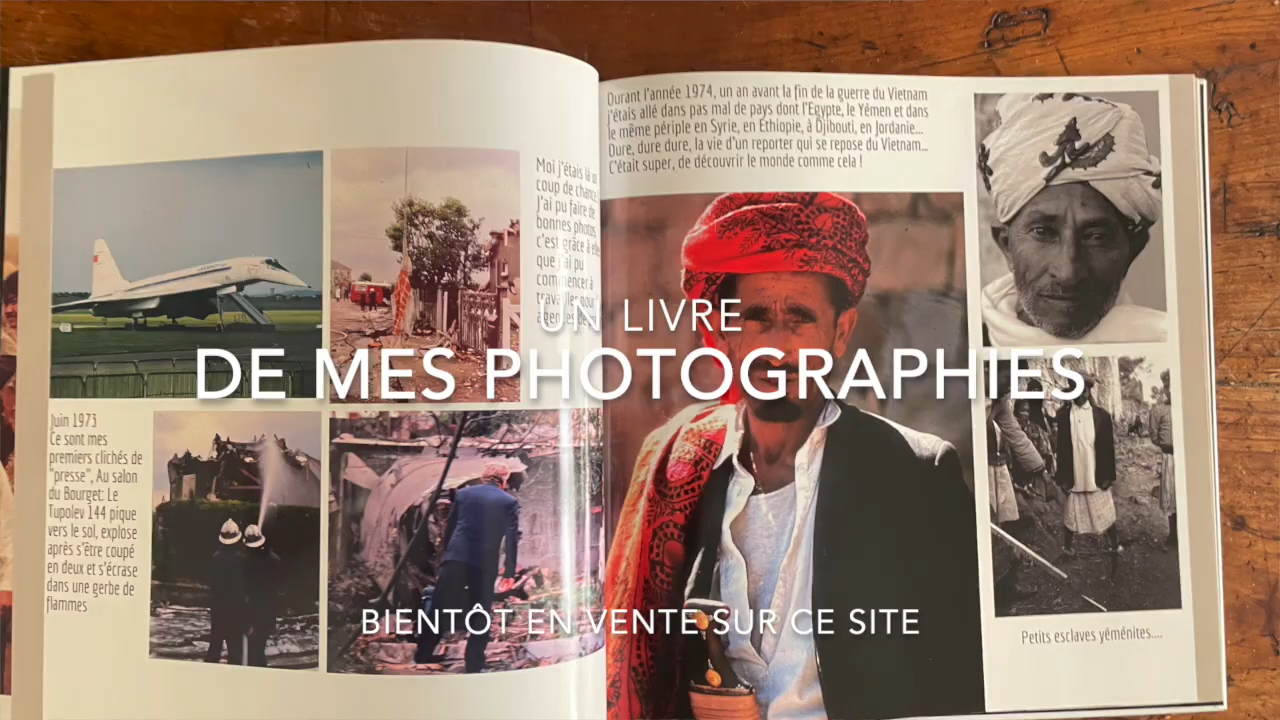 Durant l'année 1974, un an avant la fin de la guerre du Vietnam
j'étais allé dans pas mal de pays dont l'Egypte, le Yémen et dans
le même périple en Syrie, en Ethiopie, à Djibouti, en Jordanie...
Dure, dure dure, la vie d'un reporter qui se repose du Vietnam...
C'était super, de découvrir le monde comme cela !
Moi j'étais là un
coup de chance
J'ai pu faire de
bonnes photos,
c'est grâce à elles
que j'ai pu
commencer à
travailler pour
UN LIVRE
DE MES PHOTOGRAPHIES
Juin 1973
Ce sont mes
premiers clichés de
"presse", Au salon
du Bourget: Le
Tupolev 144 pique
vers le sol, explose
après s'être coupé
en deux et s'écrase
dans une gerbe de
flammes
BIENTÔT EN VENTE SUR CE SITE
Petits esclaves yéménites....